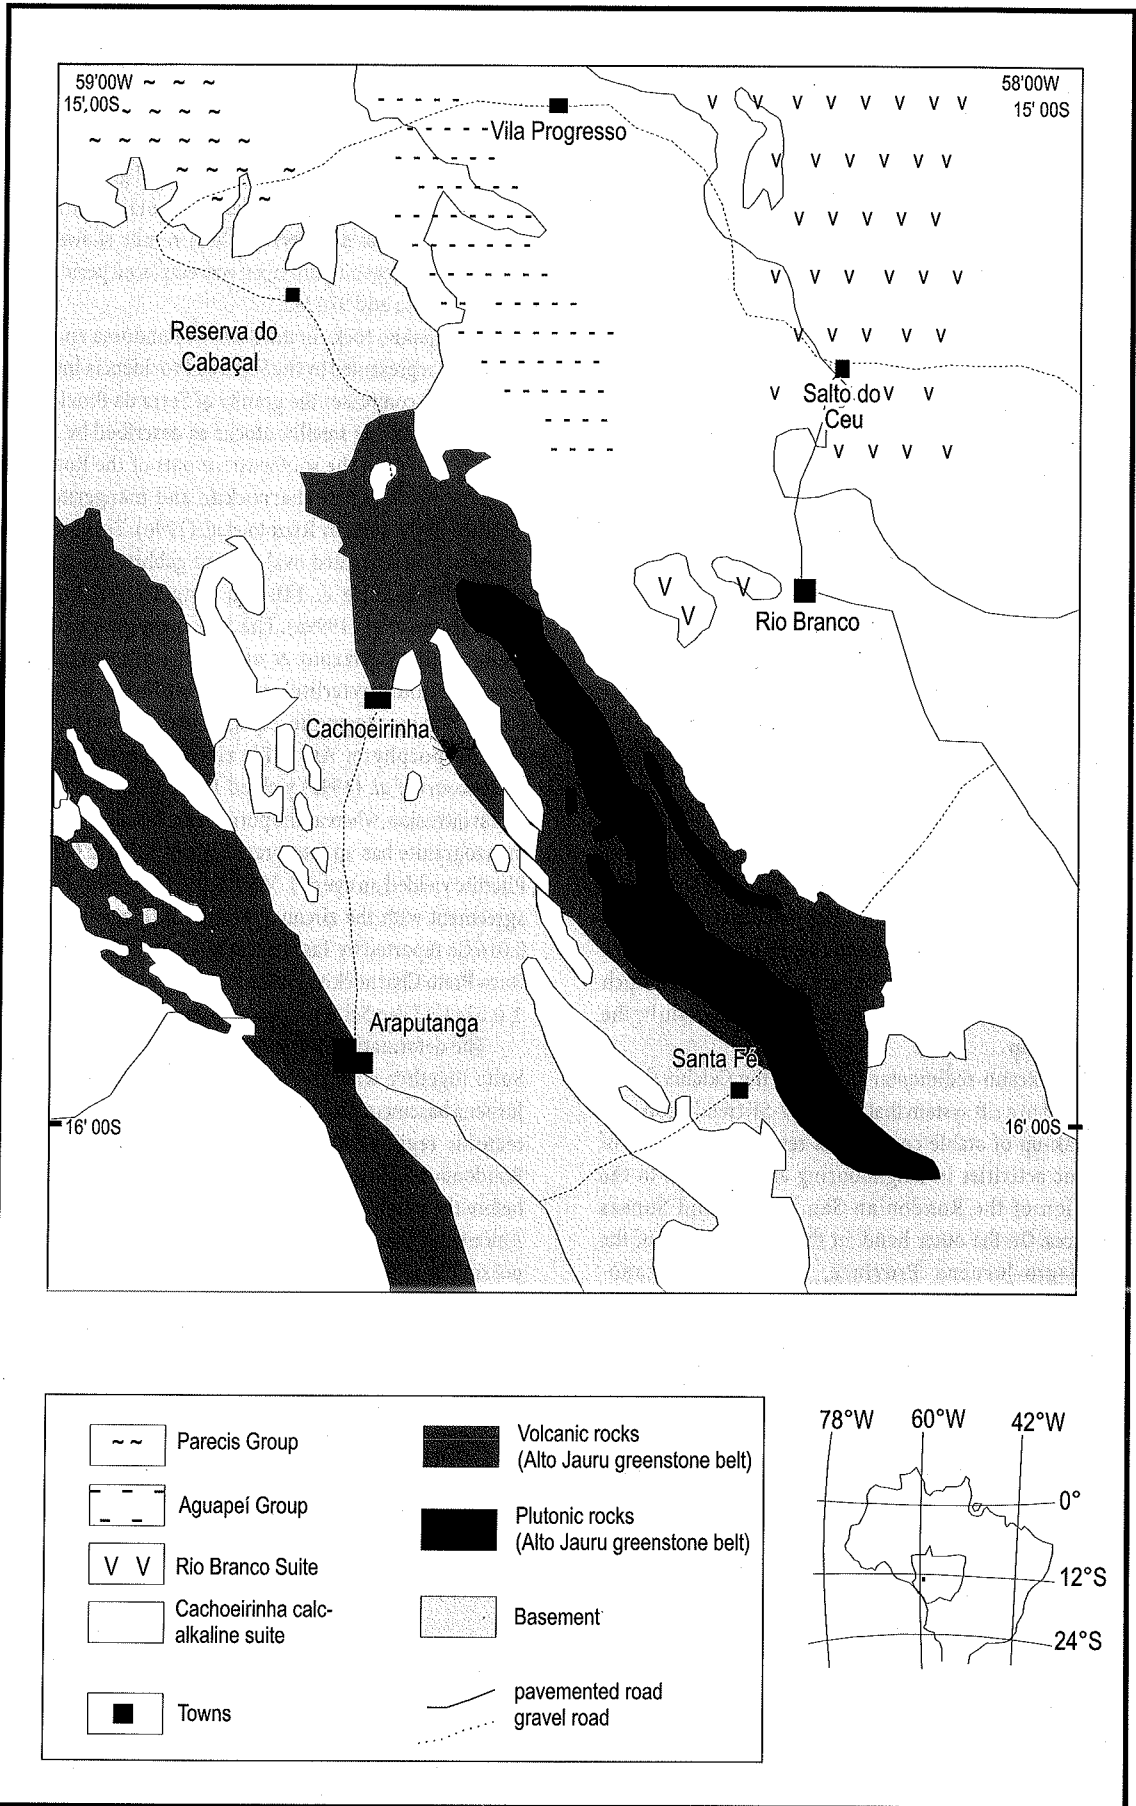 59'00W
15', 00S
58'00W
15' 00S
Vila Progresso
Reserva do
Cabaçal
Salto do
Ceu
Rio Branco
Cachoeirinha
Araputanga
Santa Fé
16' 00S
16' 00S
Parecis Group
Aguapeí Group
V V Rio Branco Suite
Cachoeirinha calc-
alkaline suite
Towns
Volcanic rocks
(Alto Jauru greenstone belt)
Plutonic rocks
(Alto Jauru greenstone belt)
Basement
pavemented road
gravel road
78°W 60°W 42°W
0°
12°S
24°S